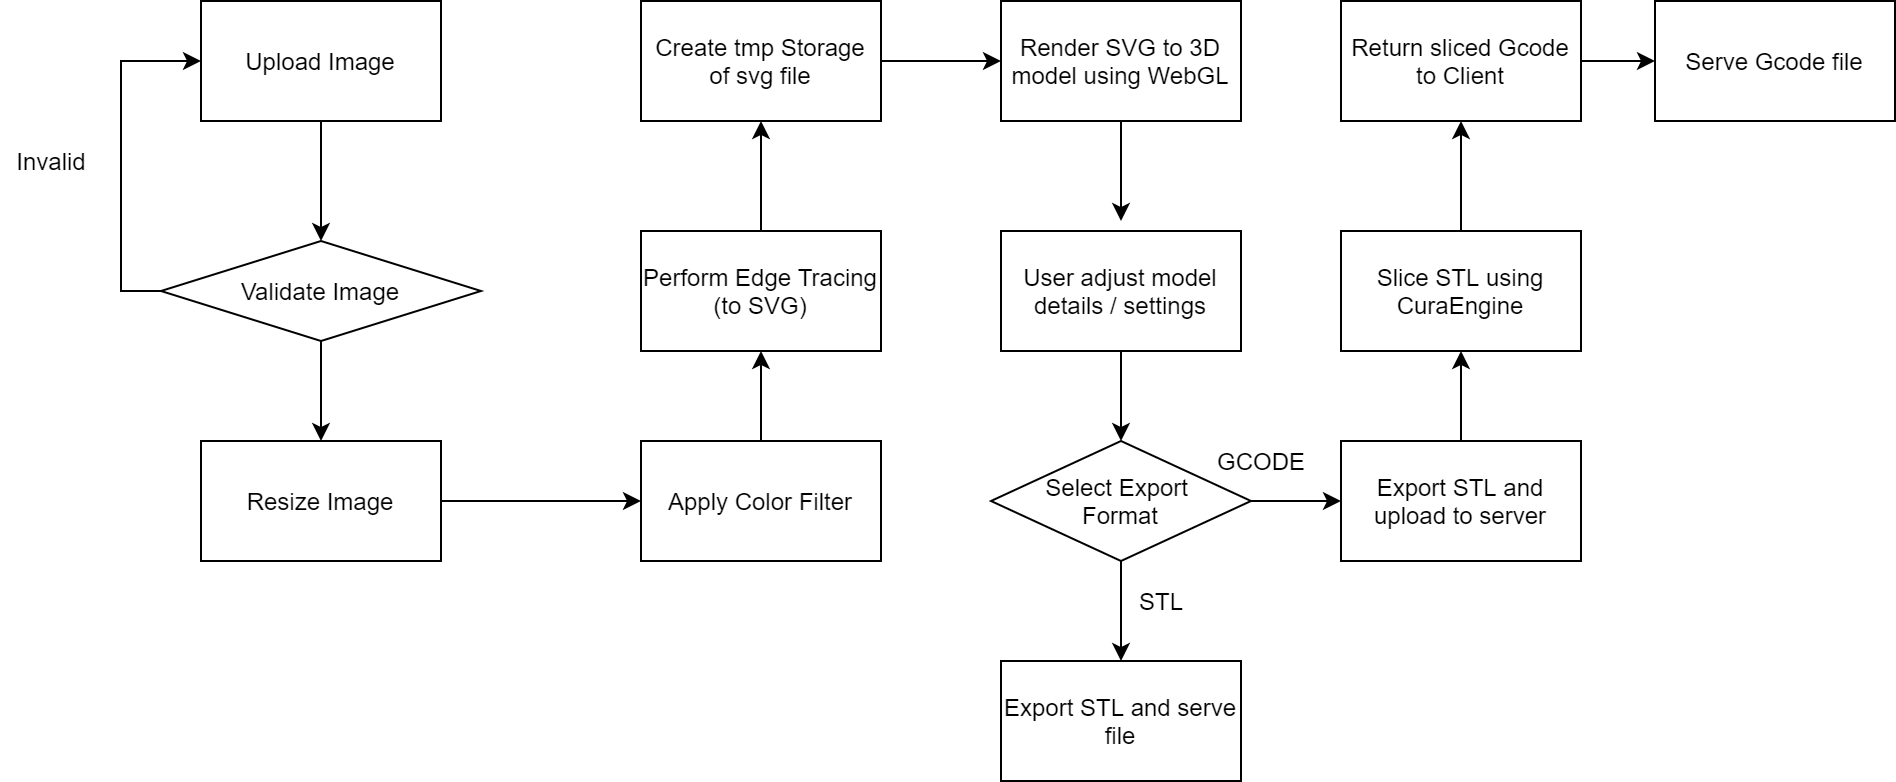 Upload Image
Invalid
Validate Image
Resize Image
Apply Color Filter
Perform Edge Tracing
(to SVG)
Create tmp Storage
of svg file
Render SVG to 3D
model using WebGL
User adjust model
details / settings
Select Export
Format
STL
Export STL and serve
file
GCODE
Export STL and
upload to server
Slice STL using
CuraEngine
Return sliced Gcode
to Client
Serve Gcode file